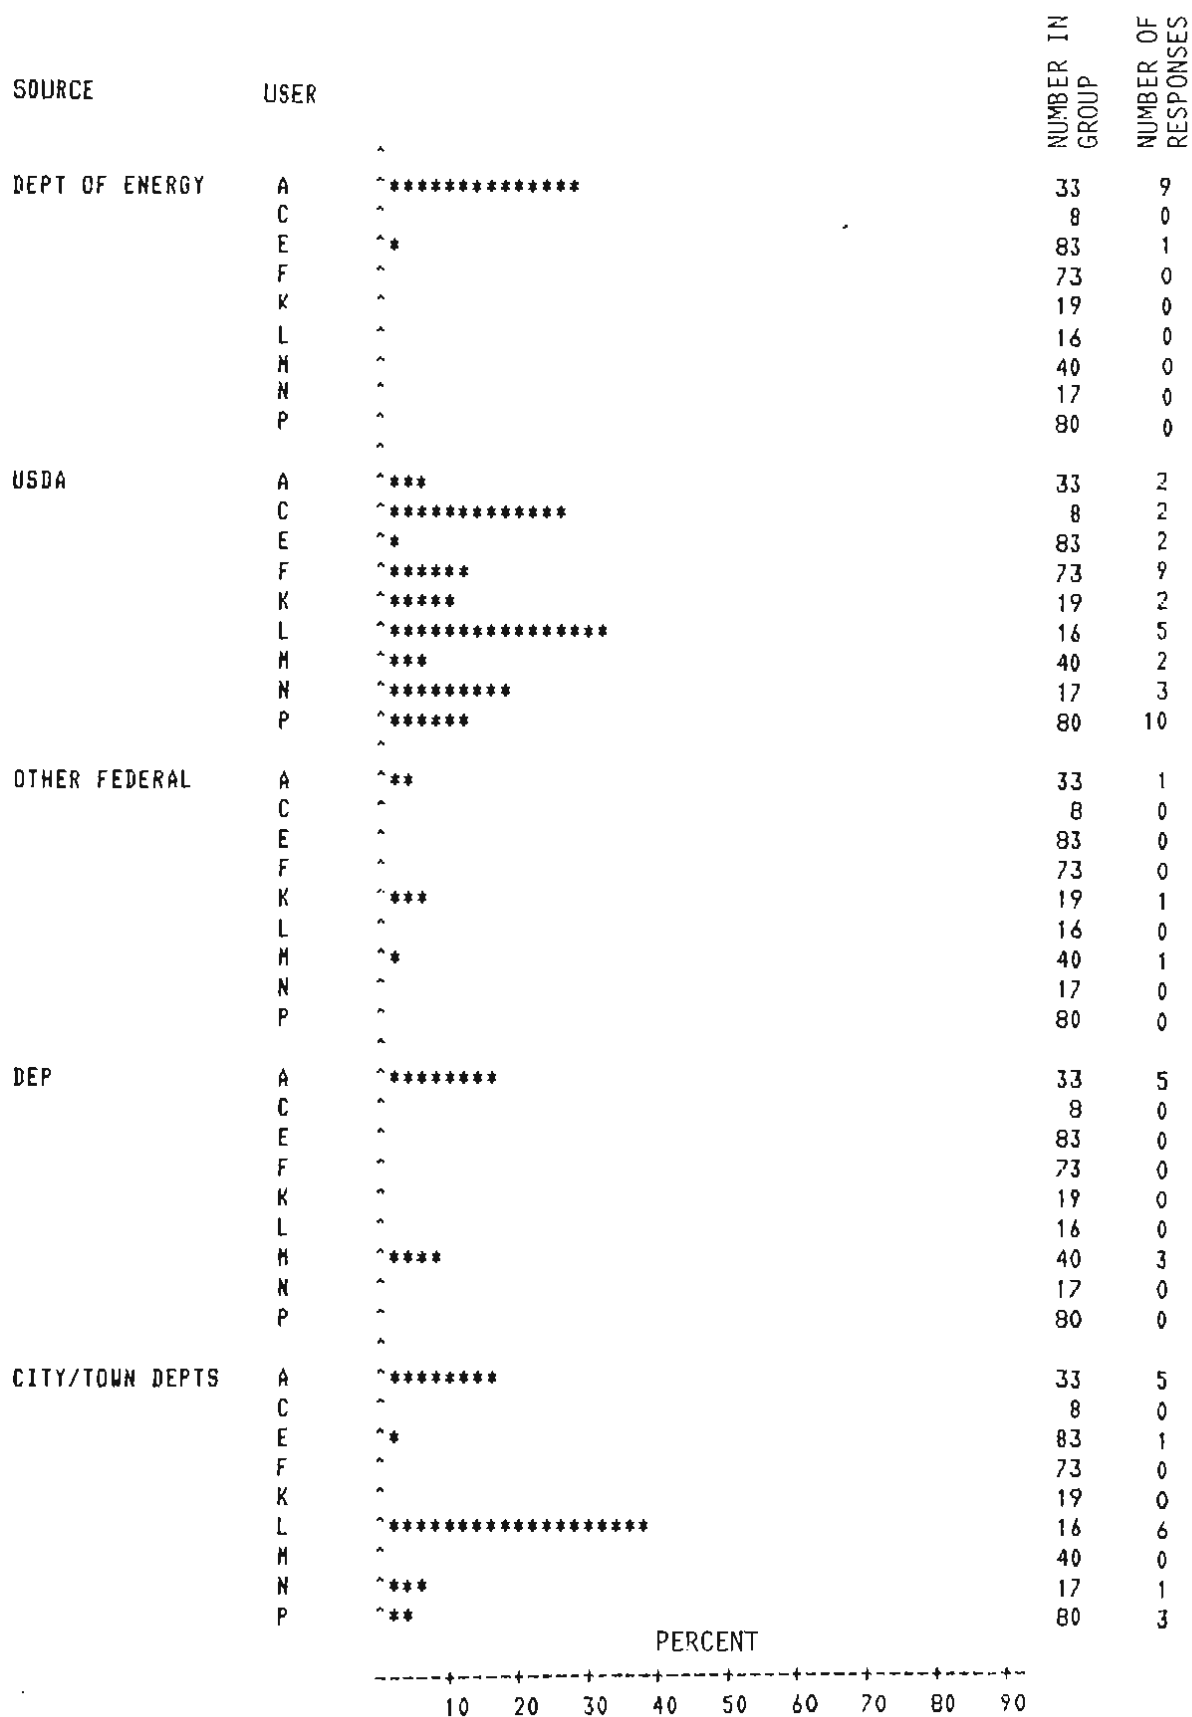 SOURCE USER NUMBER IN GROUP NUMBER OF RESPONSES
^
DEPT OF ENERGY A ^************** 33 9
C ^ 8 0
E ^* 83 1
F ^ 73 0
K ^ 19 0
L ^ 16 0
M ^ 40 0
N ^ 17 0
P ^ 80 0
^
USDA A ^*** 33 2
C ^************* 8 2
E ^* 83 2
F ^****** 73 9
K ^***** 19 2
L ^**************** 16 5
M ^*** 40 2
N ^********* 17 3
P ^****** 80 10
^
OTHER FEDERAL A ^** 33 1
C ^ 8 0
E ^ 83 0
F ^ 73 0
K ^*** 19 1
L ^ 16 0
M ^* 40 1
N ^ 17 0
P ^ 80 0
^
DEP A ^******** 33 5
C ^ 8 0
E ^ 83 0
F ^ 73 0
K ^ 19 0
L ^ 16 0
M ^**** 40 3
N ^ 17 0
P ^ 80 0
^
CITY/TOWN DEPTS A ^******** 33 5
C ^ 8 0
E ^* 83 1
F ^ 73 0
K ^ 19 0
L ^******************* 16 6
M ^ 40 0
N ^*** 17 1
P ^** 80 3
PERCENT
-----+----+----+----+----+----+----+----+----+-
10 20 30 40 50 60 70 80 90